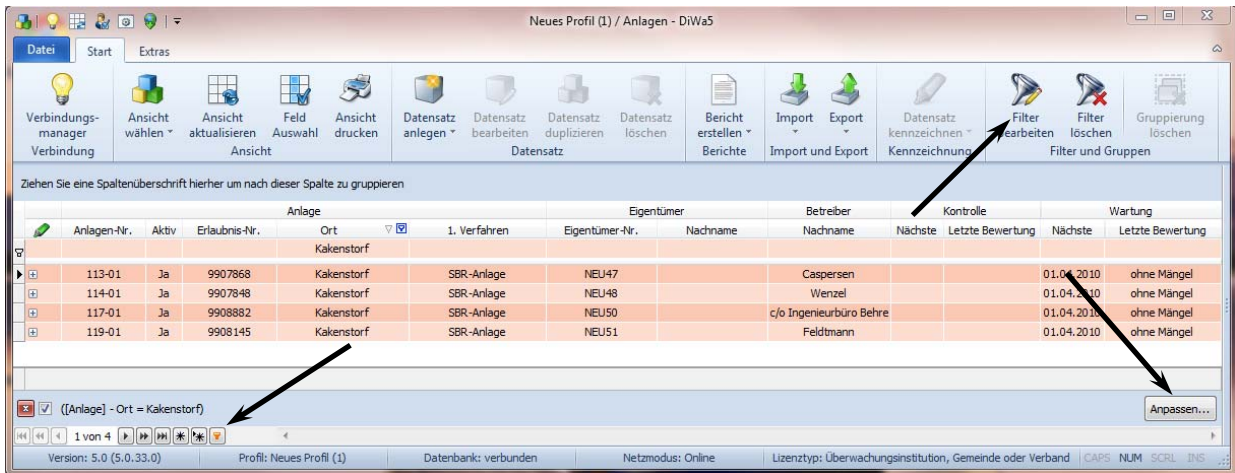 Neues Profil (1) / Anlagen - DiWa5
Datei Start Extras
Verbindungs-manager
Ansicht wählen
Ansicht aktualisieren
Feld Auswahl
Ansicht drucken
Datensatz anlegen
Datensatz bearbeiten
Datensatz duplizieren
Datensatz löschen
Bericht erstellen
Import
Export
Datensatz kennzeichnen
Filter bearbeiten
Filter löschen
Gruppierung löschen
Verbindung Ansicht Datensatz Berichte Import und Export Kennzeichnung Filter und Gruppen
Ziehen Sie eine Spaltenüberschrift hierher um nach dieser Spalte zu gruppieren
Anlage Eigentümer Betreiber Kontrolle Wartung
Anlagen-Nr. Aktiv Erlaubnis-Nr. Ort 1. Verfahren Eigentümer-Nr. Nachname Nachname Nächste Letzte Bewertung Nächste Letzte Bewertung
Kakenstorf
113-01 Ja 9907868 Kakenstorf SBR-Anlage NEU47 Caspersen 01.04.2010 ohne Mängel
114-01 Ja 9907848 Kakenstorf SBR-Anlage NEU48 Wenzel 01.04.2010 ohne Mängel
117-01 Ja 9908882 Kakenstorf SBR-Anlage NEU50 c/o Ingenieurbüro Behre 01.04.2010 ohne Mängel
119-01 Ja 9908145 Kakenstorf SBR-Anlage NEU51 Feldtmann 01.04.2010 ohne Mängel
([Anlage] - Ort = Kakenstorf) Anpassen...
1 von 4
Version: 5.0 (5.0.33.0) Profil: Neues Profil (1) Datenbank: verbunden Netzmodus: Online Lizenztyp: Überwachungsinstitution, Gemeinde oder Verband CAPS NUM SCRL INS